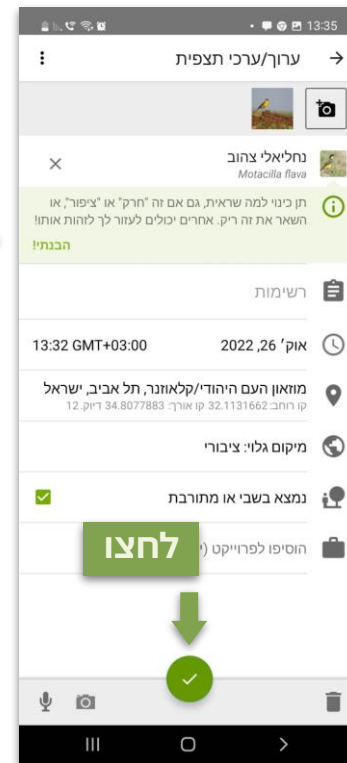 13:35
ערוך/ערכי תצפית
נחליאלי צהוב
Motacilla flava
תן כינוי למה שראית, גם אם זה "חרק" או "ציפור", או
השאר את זה ריק. אחרים יכולים לעזור לך לזהות אותו!
הבנתי!
רשימות
אוק׳ 26, 2022
13:32 GMT+03:00
מוזאון העם היהודי/קלאוזנר, תל אביב, ישראל
קו רוחב: 32.1131662 קו אורך: 34.8077883 דיוק: 12
מיקום גלוי: ציבורי
נמצא בשבי או מתורבת
הוסיפו לפרוייקט
לחצו